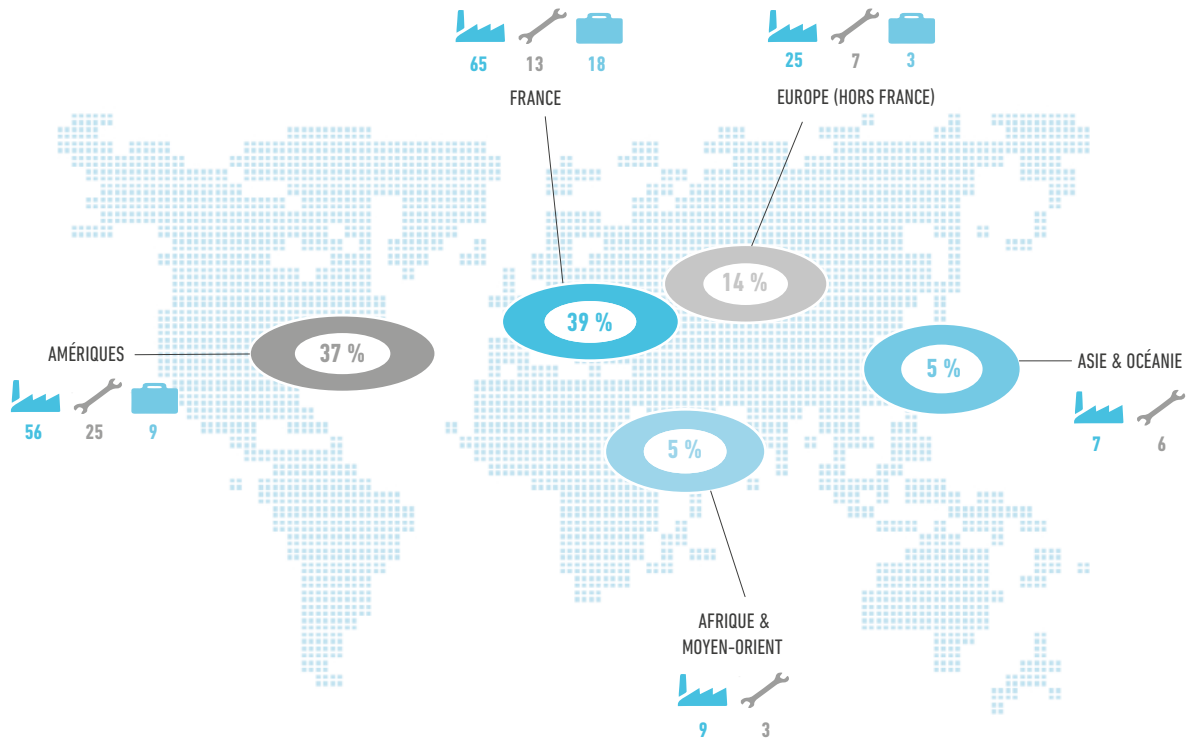 65 13 18
FRANCE
25 7 3
EUROPE (HORS FRANCE)
14 %
39 %
AMÉRIQUES
37 %
56 25 9
5 %
ASIE & OCÉANIE
7 6
5 %
AFRIQUE &
MOYEN-ORIENT
9 3